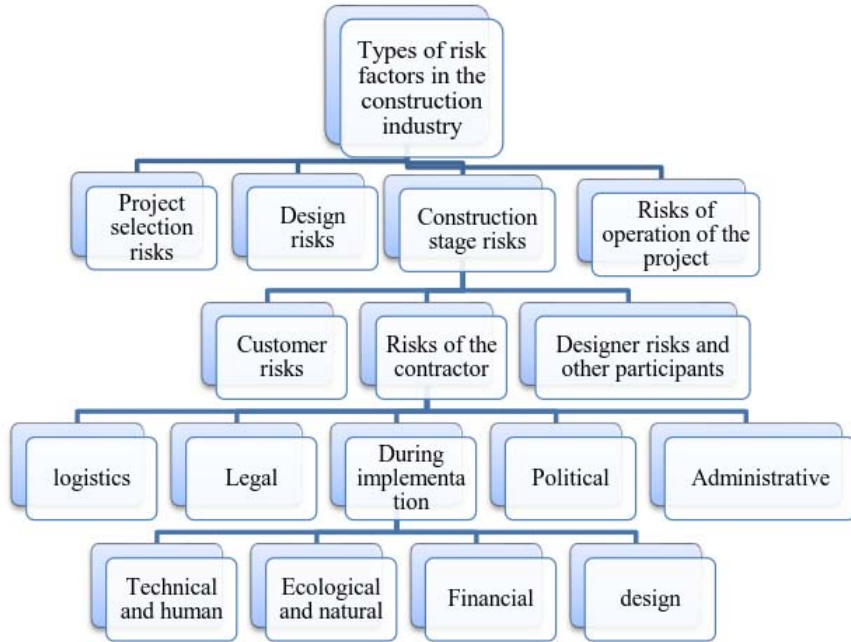 Types of risk
factors in the
construction
industry
Project
selection
risks
Design
risks
Construction
stage risks
Risks of
operation of the
project
Customer
risks
Risks of the
contractor
Designer risks and
other participants
logistics
Legal
During
implementa
tion
Political
Administrative
Technical
and human
Ecological
and natural
Financial
design